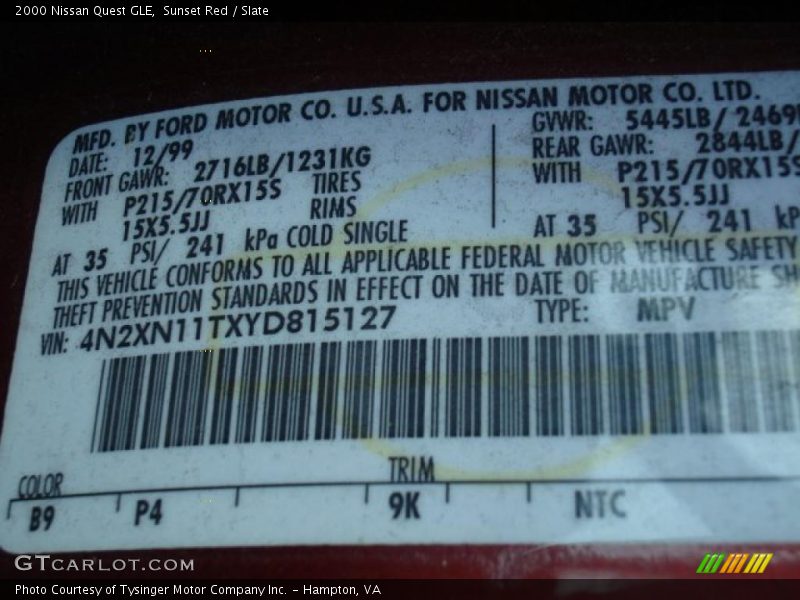 2000 Nissan Quest GLE,  Sunset Red / Slate
MFD. BY FORD MOTOR CO. U.S.A. FOR NISSAN MOTOR CO. LTD.
DATE: 12/99
GVWR: 5445LB/ 2469
FRONT GAWR: 2716LB/1231KG
REAR GAWR: 2844LB/
WITH P215/70RX15S TIRES
WITH P215/70RX15S
15X5.5JJ RIMS
15X5.5JJ
AT 35 PSI/ 241 kPa COLD SINGLE
AT 35 PSI/ 241 kP
THIS VEHICLE CONFORMS TO ALL APPLICABLE FEDERAL MOTOR VEHICLE SAFETY
THEFT PREVENTION STANDARDS IN EFFECT ON THE DATE OF MANUFACTURE SH
VIN: 4N2XN11TXYD815127
TYPE: MPV
COLOR
TRIM
B9 P4 9K NTC
GTCARLOT.COM
Photo Courtesy of Tysinger Motor Company Inc. - Hampton, VA